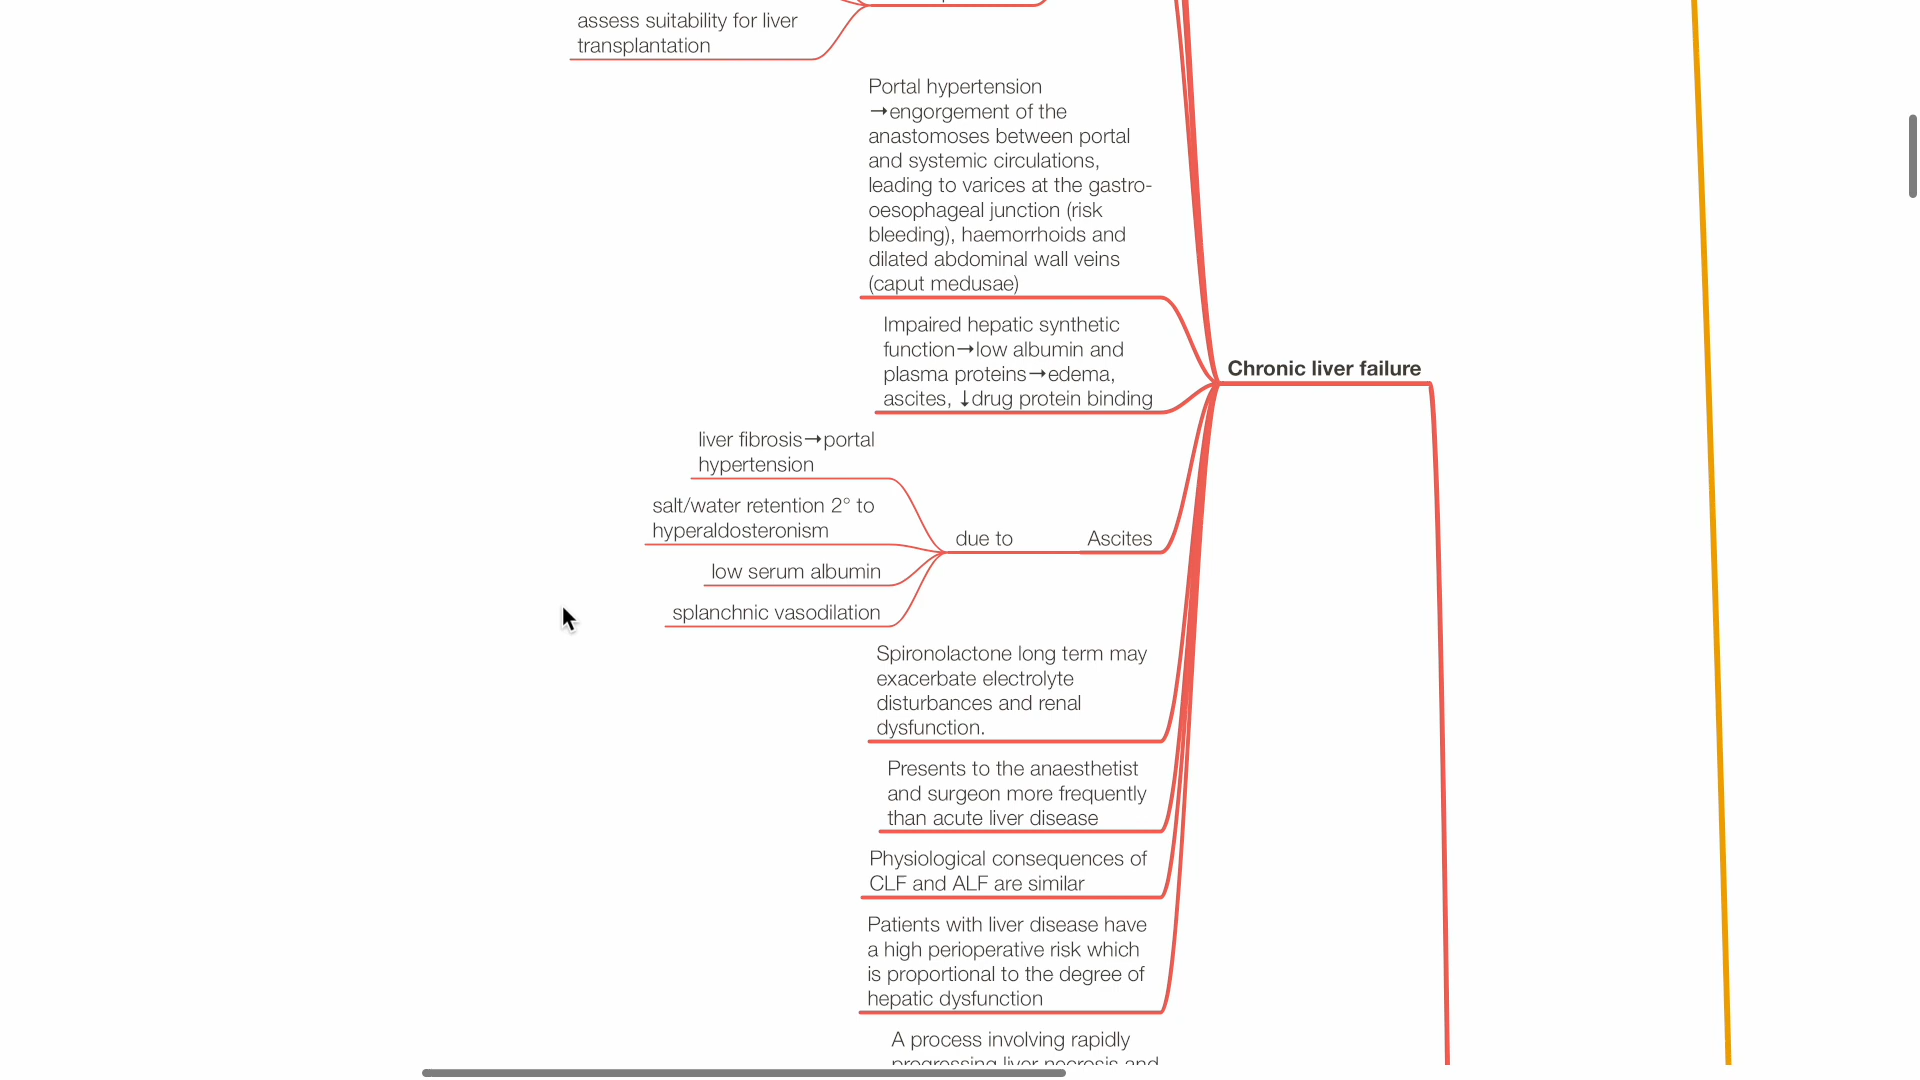 assess suitability for liver
transplantation
Portal hypertension
→engorgement of the
anastomoses between portal
and systemic circulations,
leading to varices at the gastro-
oesophageal junction (risk
bleeding), haemorrhoids and
dilated abdominal wall veins
(caput medusae)
Impaired hepatic synthetic
function→low albumin and
plasma proteins→edema,
ascites, ↓drug protein binding
Chronic liver failure
liver fibrosis→portal
hypertension
salt/water retention 2° to
hyperaldosteronism
low serum albumin
splanchnic vasodilation
due to
Ascites
Spironolactone long term may
exacerbate electrolyte
disturbances and renal
dysfunction.
Presents to the anaesthetist
and surgeon more frequently
than acute liver disease
Physiological consequences of
CLF and ALF are similar
Patients with liver disease have
a high perioperative risk which
is proportional to the degree of
hepatic dysfunction
A process involving rapidly
progressing liver necrosis and